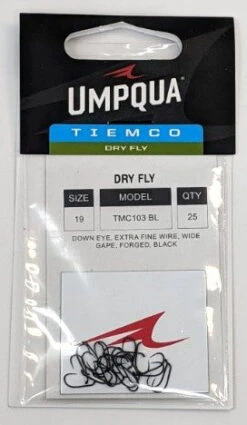 UMPQUA
TIEMCO
DRY FLY
DRY FLY
SIZE MODEL QTY
19 TMC103 BL 25
DOWN EYE, EXTRA FINE WIRE, WIDE
GAPE, FORGED, BLACK